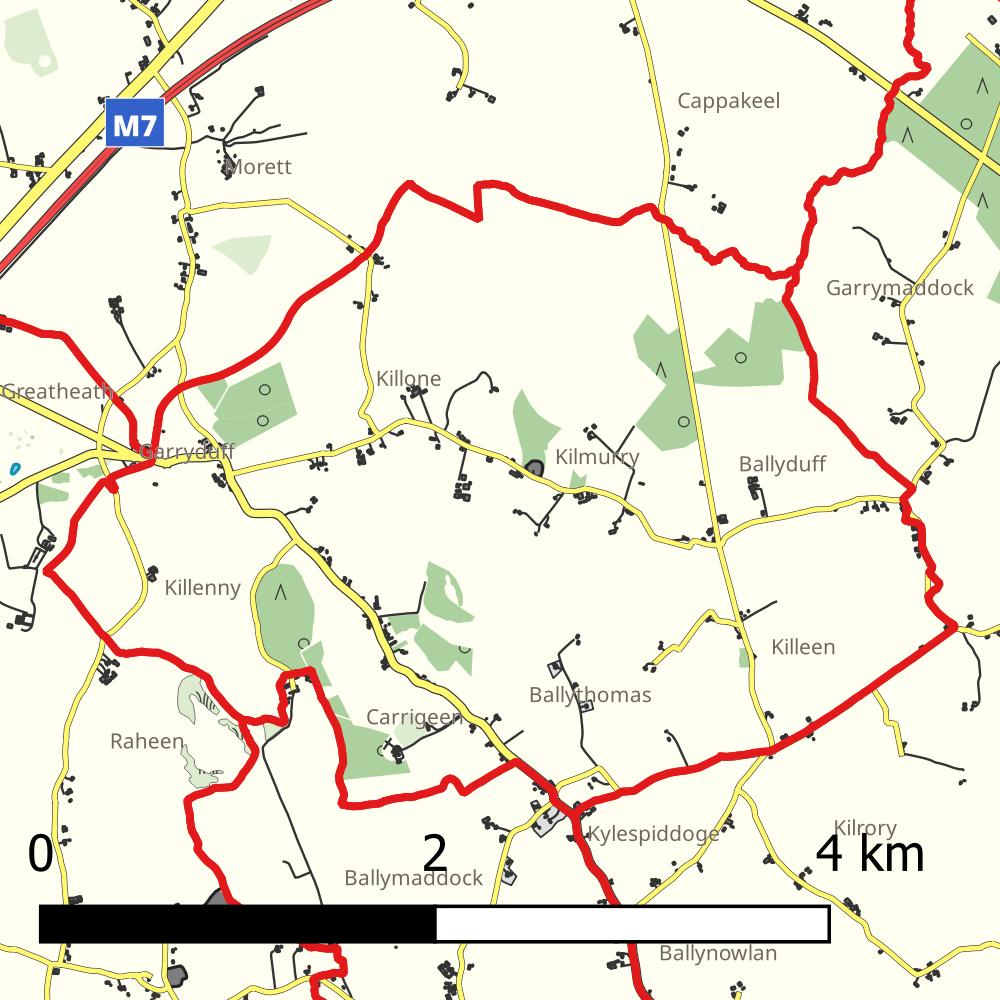 Cappakeel
M7
Morett
Garrymaddock
Killone
Greatheath
Garryduff
Kilmurry
Ballyduff
Killenny
Killeen
Ballythomas
Carrigeen
Raheen
Kylespiddoge
Kilrory
0 2 4 km
Ballymaddock
Ballynowlan